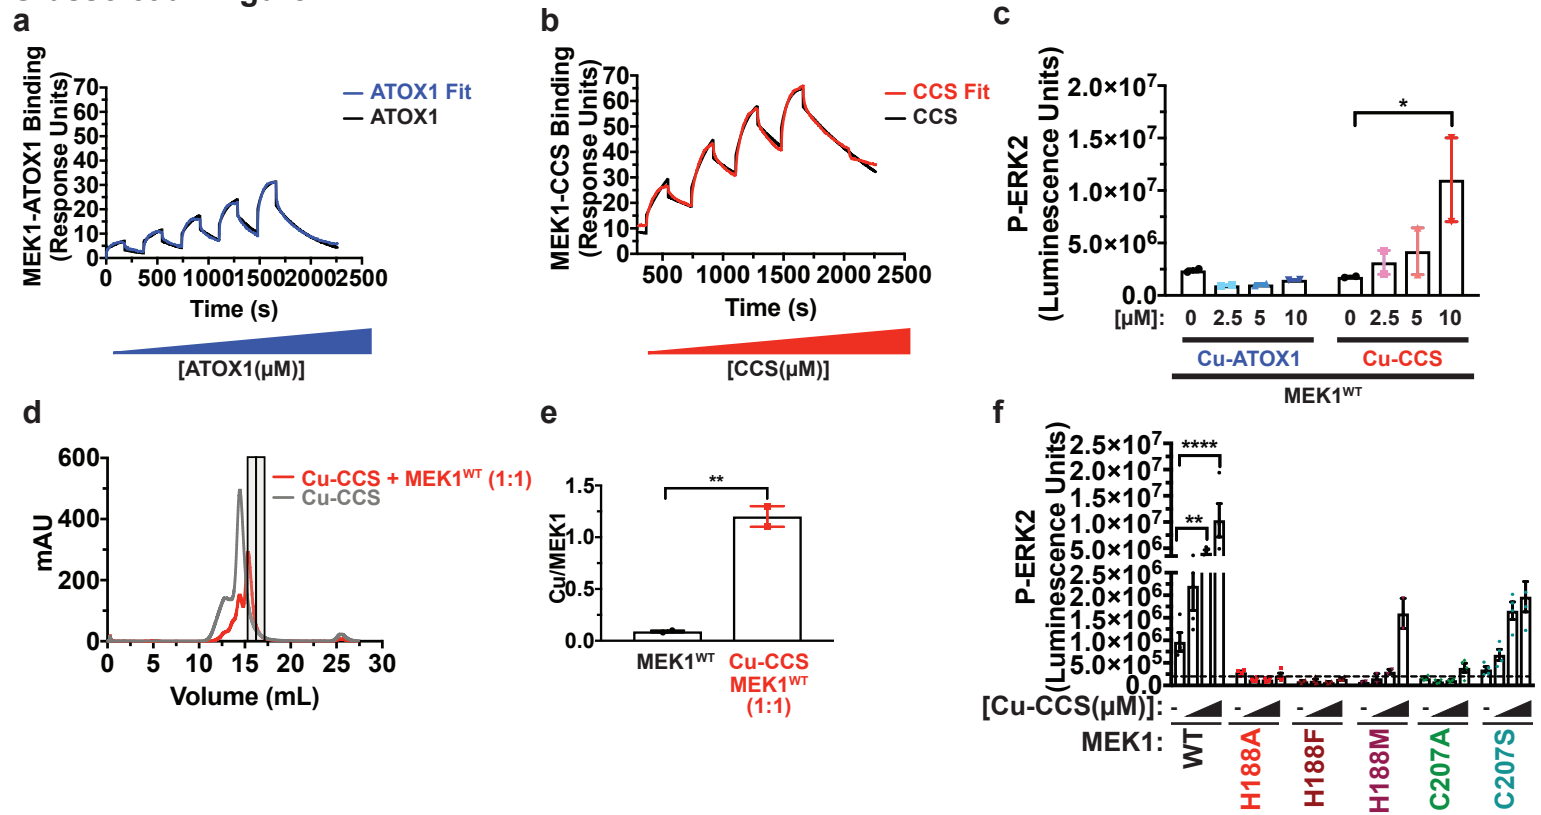 a
MEK1-ATOX1 Binding
(Response Units)
70
60
50
40
30
20
10
0
0 500 1000 1500 2000 2500
Time (s)
ATOX1 Fit
ATOX1
[ATOX1(µM)]
b
MEK1-CCS Binding
(Response Units)
70
60
50
40
30
20
10
0
500 1000 1500 2000 2500
Time (s)
CCS Fit
CCS
[CCS(µM)]
c
P-ERK2
(Luminescence Units)
2.0×10⁷
1.5×10⁷
1.0×10⁷
5.0×10⁶
0.0
*
[µM]: 0 2.5 5 10 0 2.5 5 10
Cu-ATOX1 Cu-CCS
MEK1ᵂᵀ
d
mAU
600
400
200
0
0 5 10 15 20 25 30
Volume (mL)
Cu-CCS + MEK1ᵂᵀ (1:1)
Cu-CCS
e
Cu/MEK1
1.5
1.0
0.5
0.0
**
MEK1ᵂᵀ
Cu-CCS
MEK1ᵂᵀ
(1:1)
f
P-ERK2
(Luminescence Units)
2.5×10⁷
2.0×10⁷
1.5×10⁷
1.0×10⁷
5.0×10⁶
2.5×10⁶
2.0×10⁶
1.5×10⁶
1.0×10⁶
5.0×10⁵
0.0
****
**
[Cu-CCS(µM)]: - - - - - -
MEK1: WT H188A H188F H188M C207A C207S